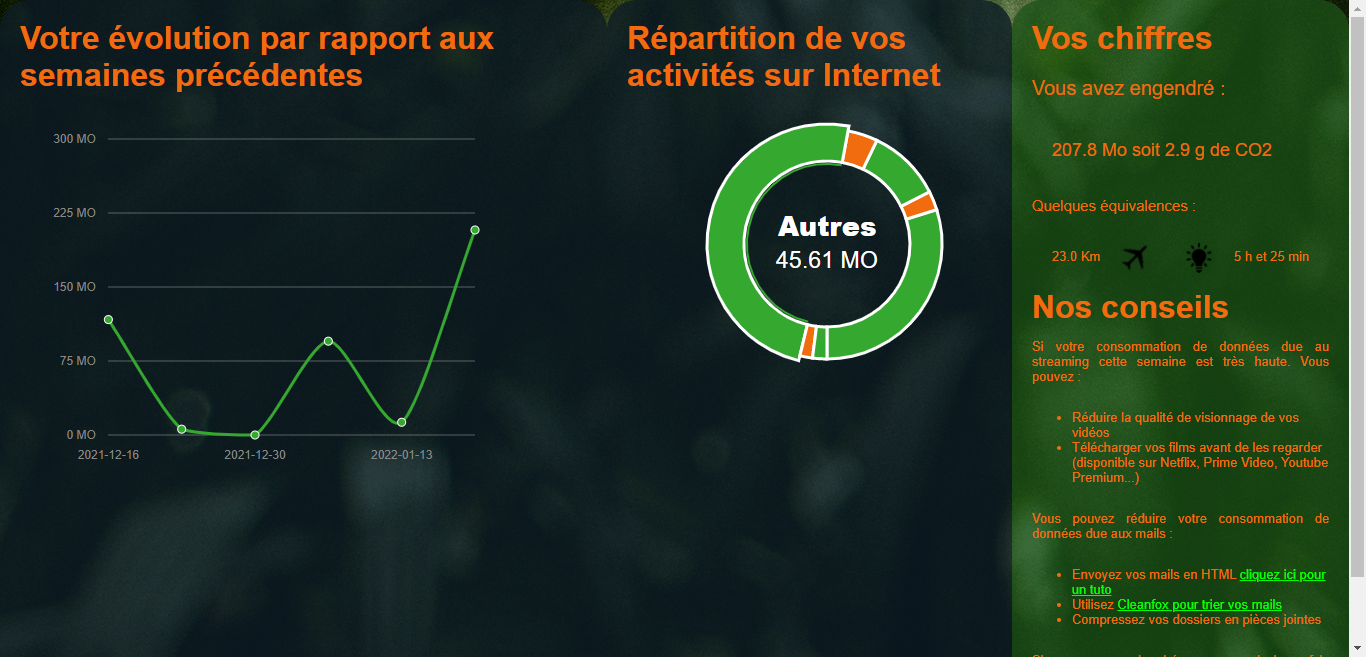 Votre évolution par rapport aux
semaines précédentes
300 MO
225 MO
150 MO
75 MO
0 MO
2021-12-16
2021-12-30
2022-01-13
Répartition de vos
activités sur Internet
Autres
45.61 MO
Vos chiffres
Vous avez engendré :
207.8 Mo soit 2.9 g de CO2
Quelques équivalences :
23.0 Km
5 h et 25 min
Nos conseils
Si votre consommation de données due au
streaming cette semaine est très haute. Vous
pouvez :
• Réduire la qualité de visionnage de vos
vidéos
• Télécharger vos films avant de les regarder
(disponible sur Netflix, Prime Video, Youtube
Premium...)
Vous pouvez réduire votre consommation de
données due aux mails :
• Envoyez vos mails en HTML cliquez ici pour
un tuto
• Utilisez Cleanfox pour trier vos mails
• Compressez vos dossiers en pièces jointes